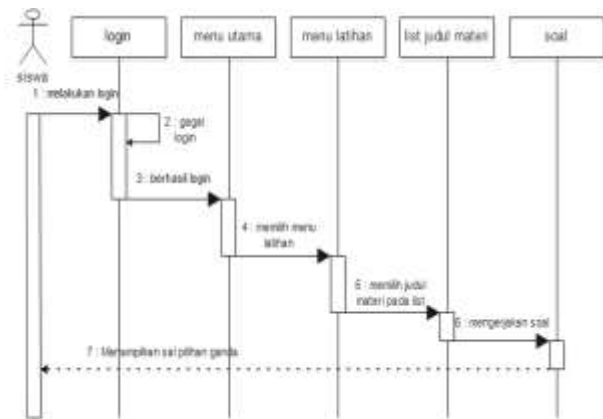 login
menu utama
menu latihan
list judul materi
soal
siswa
1 : melakukan login
2 : gagal
login
3 : berhasil login
4 : memilih menu
latihan
5 : memilih judul
materi pada list
6 : mengerjakan soal
7 : Menampilkan soal pilihan ganda